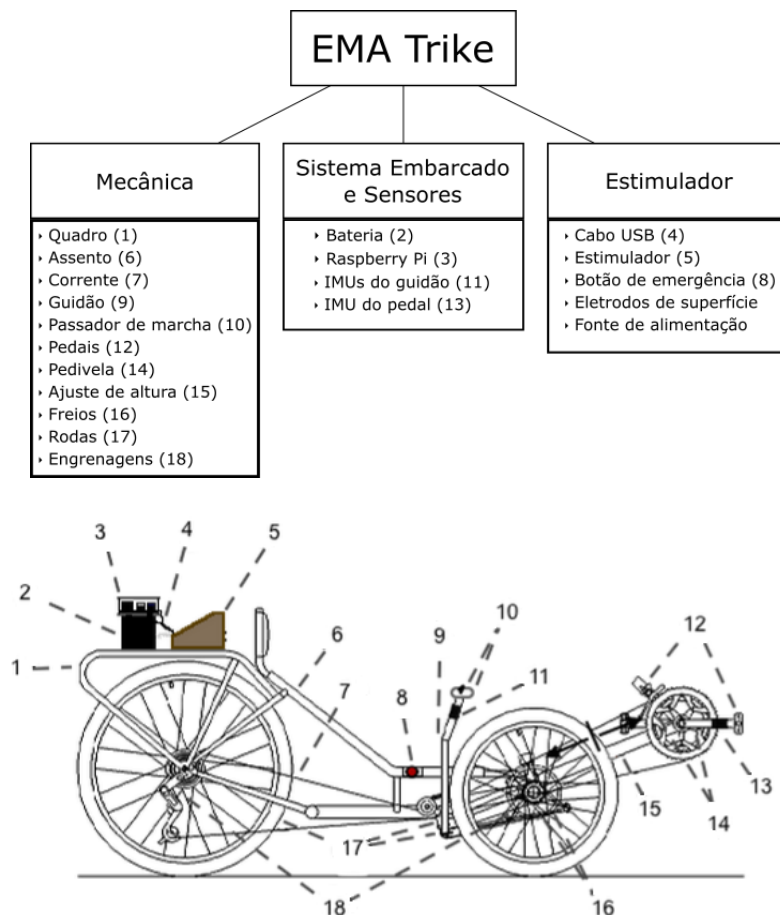 EMA Trike
Mecânica
Quadro (1)
Assento (6)
Corrente (7)
Guidão (9)
Passador de marcha (10)
Pedais (12)
Pedivela (14)
Ajuste de altura (15)
Freios (16)
Rodas (17)
Engrenagens (18)
Sistema Embarcado
e Sensores
Bateria (2)
Raspberry Pi (3)
IMUs do guidão (11)
IMU do pedal (13)
Estimulador
Cabo USB (4)
Estimulador (5)
Botão de emergência (8)
Eletrodos de superfície
Fonte de alimentação
3
4
5
2
1
6
7
8
9
10
11
12
13
14
15
16
17
18